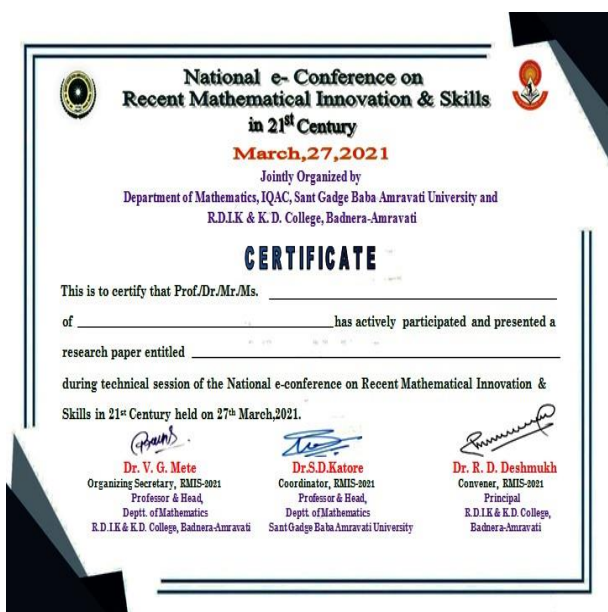 National e- Conference on
Recent Mathematical Innovation & Skills
in 21st Century
March,27,2021
Jointly Organized by
Department of Mathematics, IQAC, Sant Gadge Baba Amravati University and
R.D.I.K & K. D. College, Badnera-Amravati
CERTIFICATE
This is to certify that Prof./Dr./Mr./Ms. ____________________
of ____________________ has actively participated and presented a
research paper entitled ____________________
during technical session of the National e-conference on Recent Mathematical Innovation &
Skills in 21st Century held on 27th March,2021.
Dr. V. G. Mete
Organizing Secretary, RMIS-2021
Professor & Head,
Deptt. of Mathematics
R.D.I.K & K.D. College, Badnera-Amravati
Dr.S.D.Katore
Coordinator, RMIS-2021
Professor & Head,
Deptt of Mathematics
Sant Gadge Baba Amravati University
Dr. R. D. Deshmukh
Convener, RMIS-2021
Principal
R.D.I.K & K.D. College,
Badnera-Amravati